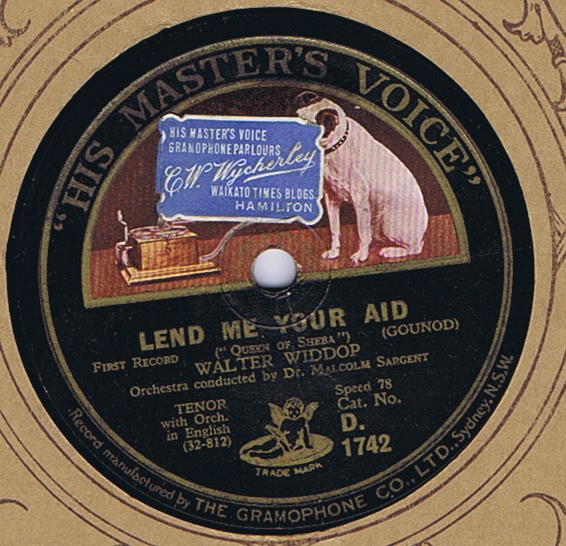 "HIS MASTER'S VOICE"
HIS MASTER'S VOICE
GRAMOPHONE PARLOURS
C.W. Wycherley
WAIKATO TIMES BLDGS.
HAMILTON
LEND ME YOUR AID
("QUEEN OF SHEBA") (GOUNOD)
FIRST RECORD
WALTER WIDDOP
Orchestra conducted by Dr. MALCOLM SARGENT
TENOR
with Orch.
in English
(32-812)
Speed 78
Cat. No.
D.
1742
TRADE MARK
Record manufactured by THE GRAMOPHONE CO., LTD., Sydney, N.S.W.